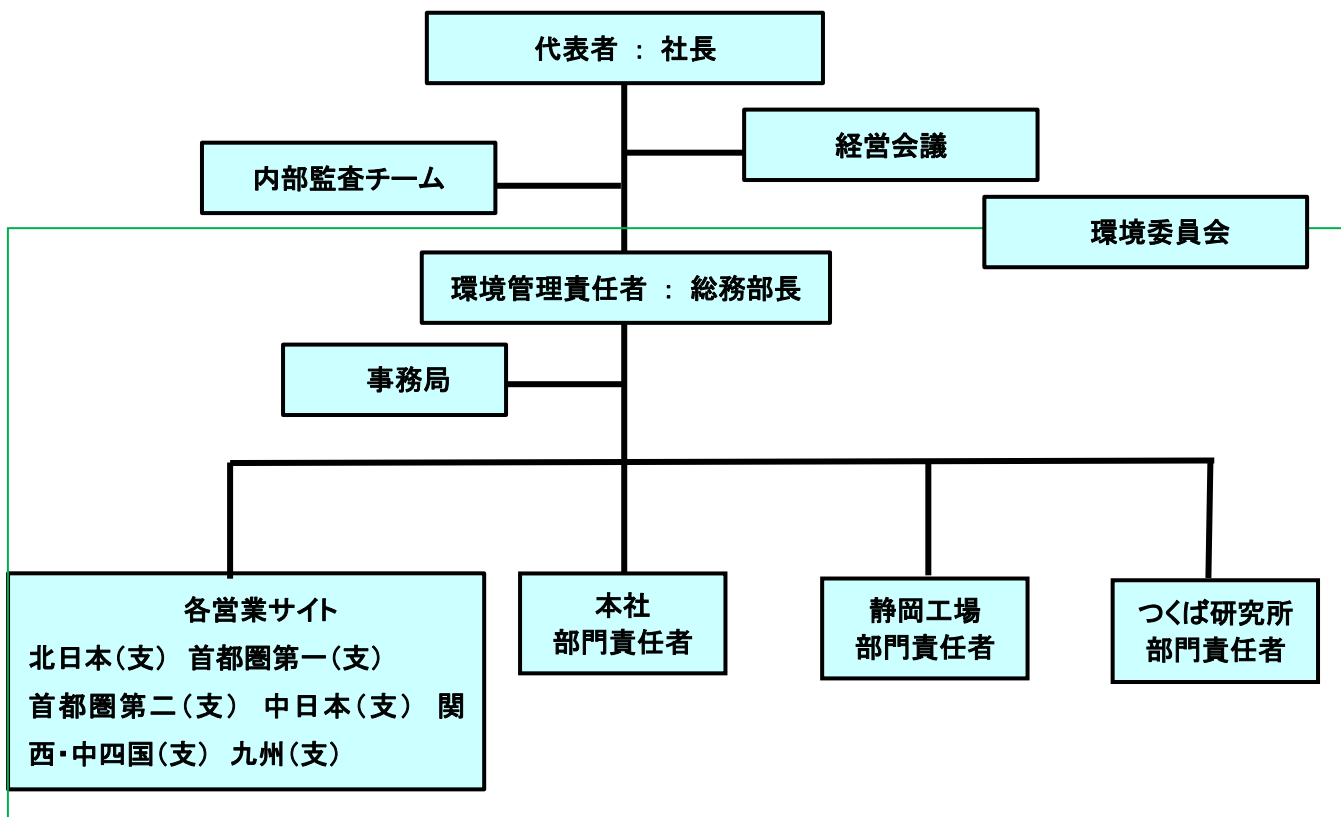 代表者 : 社長
経営会議
内部監査チーム
環境委員会
環境管理責任者 : 総務部長
事務局
各営業サイト
北日本(支) 首都圏第一(支)
首都圏第二(支) 中日本(支) 関
西・中四国(支) 九州(支)
本社
部門責任者
静岡工場
部門責任者
つくば研究所
部門責任者